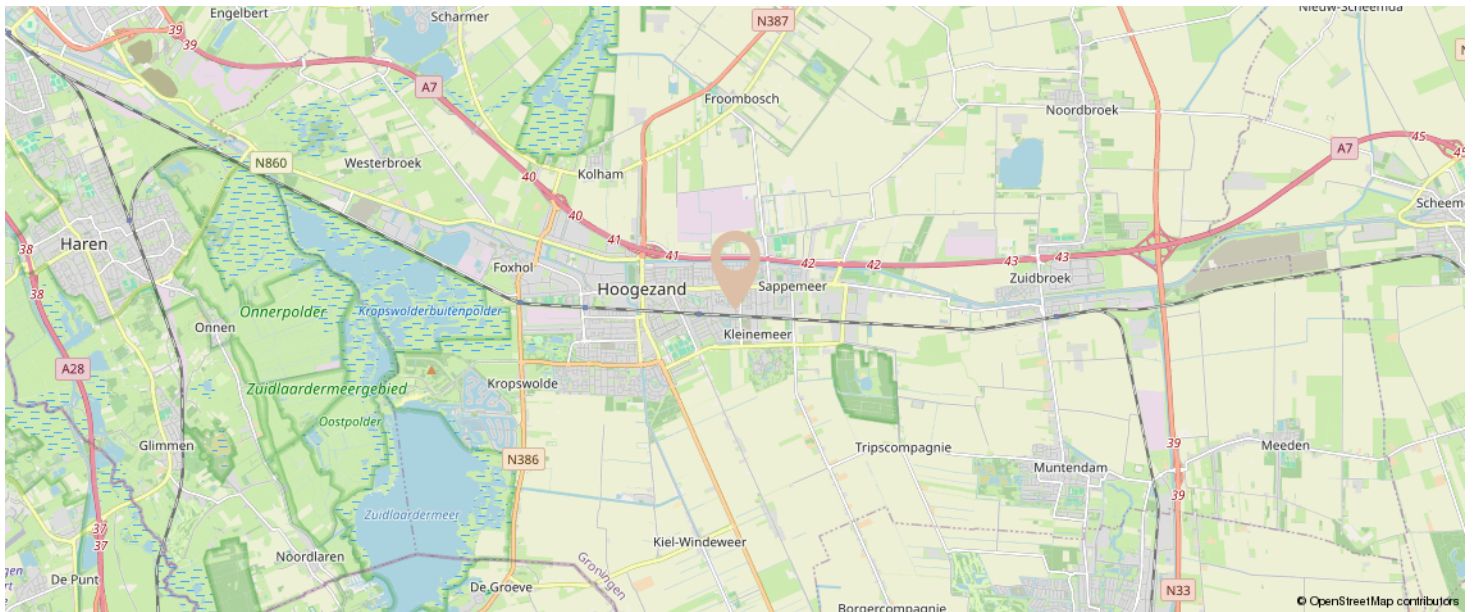 Engelbert
Scharmer
N387
Nieuw-Scheemda
39
39
A7
Froombosch
Noordbroek
45
A7
45
N860
Westerbroek
Kolham
40
40
Scheem
38
38
Haren
41
41
42
42
43
43
Foxhol
Hoogezand
Sappemeer
Zuidbroek
Onnerpolder
Kropswolderbuitenpolder
Onnen
Kleinemeer
A28
Zuidlaardermeergebied
Kropswolde
Oostpolder
Glimmen
Tripscompagnie
Meeden
39
N386
Muntendam
39
Zuidlaardermeer
37
37
Noordlaren
Kiel-Windeweer
Groningen
De Punt
De Groeve
N33
Borgercompagnie
© OpenStreetMap contributors